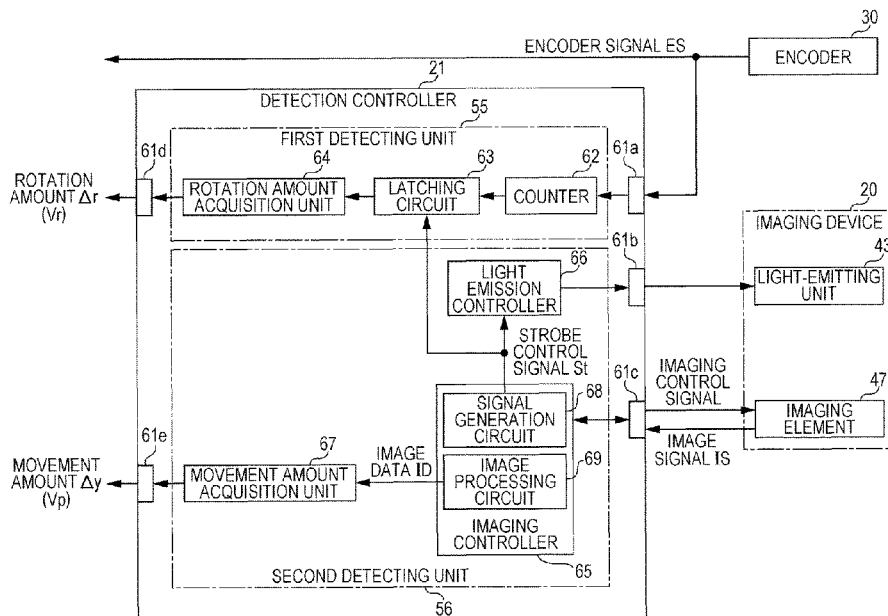 30
ENCODER SIGNAL ES
ENCODER
21
DETECTION CONTROLLER
55
FIRST DETECTING UNIT
61d
64
63
62
61a
ROTATION
AMOUNT Δr
(Vr)
ROTATION AMOUNT
ACQUISITION UNIT
LATCHING
CIRCUIT
COUNTER
20
IMAGING DEVICE
61b
43
66
LIGHT
EMISSION
CONTROLLER
LIGHT-EMITTING
UNIT
STROBE
CONTROL
SIGNAL St
61c
IMAGING
CONTROL
SIGNAL
47
68
SIGNAL
GENERATION
CIRCUIT
IMAGING
ELEMENT
IMAGE
SIGNAL IS
61e
67
IMAGE
DATA ID
69
MOVEMENT
AMOUNT Δy
(Vp)
MOVEMENT AMOUNT
ACQUISITION UNIT
IMAGE
PROCESSING
CIRCUIT
IMAGING
CONTROLLER
65
SECOND DETECTING UNIT
56